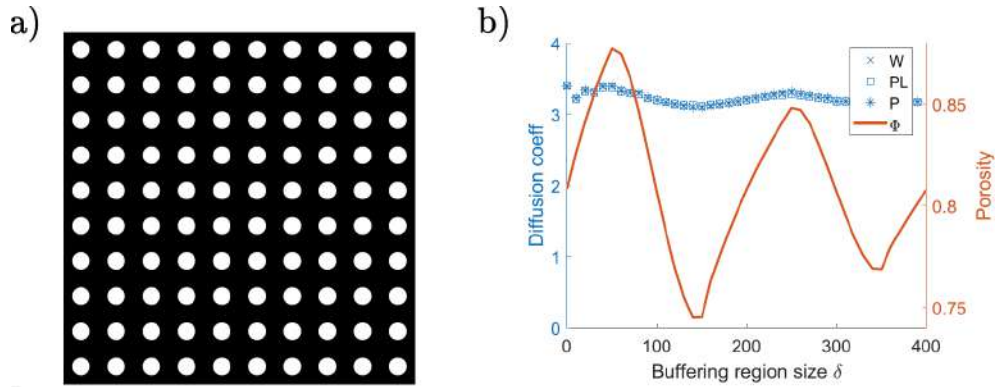 a)
b)
4
3
2
1
0
Diffusion coeff
W
PL
P
Φ
0.85
0.8
0.75
Porosity
0 100 200 300 400
Buffering region size δ